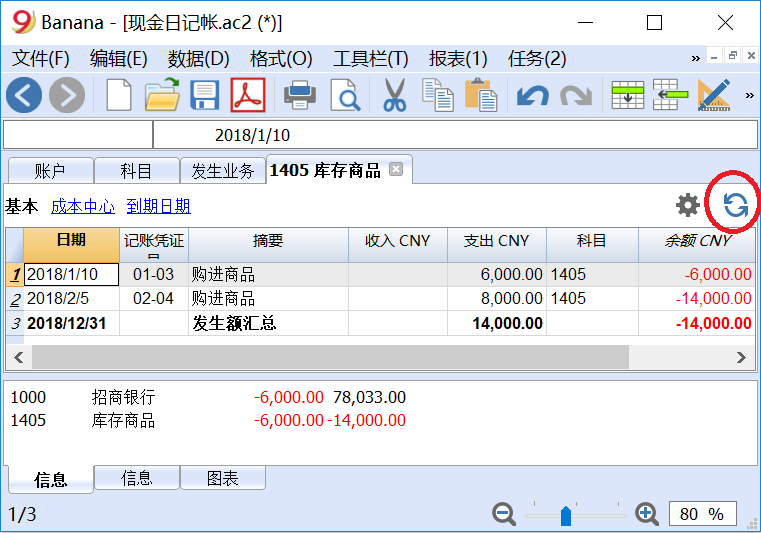 Banana - [现金日记帐.ac2 (*)]
文件(F) 编辑(E) 数据(D) 格式(O) 工具栏(T) 报表(1) 任务(2) »
»
2018/1/10
账户 科目 发生业务 1405 库存商品
基本 成本中心 到期日期
日期 记账凭证号 摘要 收入 CNY 支出 CNY 科目 余额 CNY
1 2018/1/10 01-03 购进商品 6,000.00 1405 -6,000.00
2 2018/2/5 02-04 购进商品 8,000.00 1405 -14,000.00
3 2018/12/31 发生额汇总 14,000.00 -14,000.00
1000 招商银行 -6,000.00 78,033.00
1405 库存商品 -6,000.00 -14,000.00
信息 信息 图表
1/3 80 %